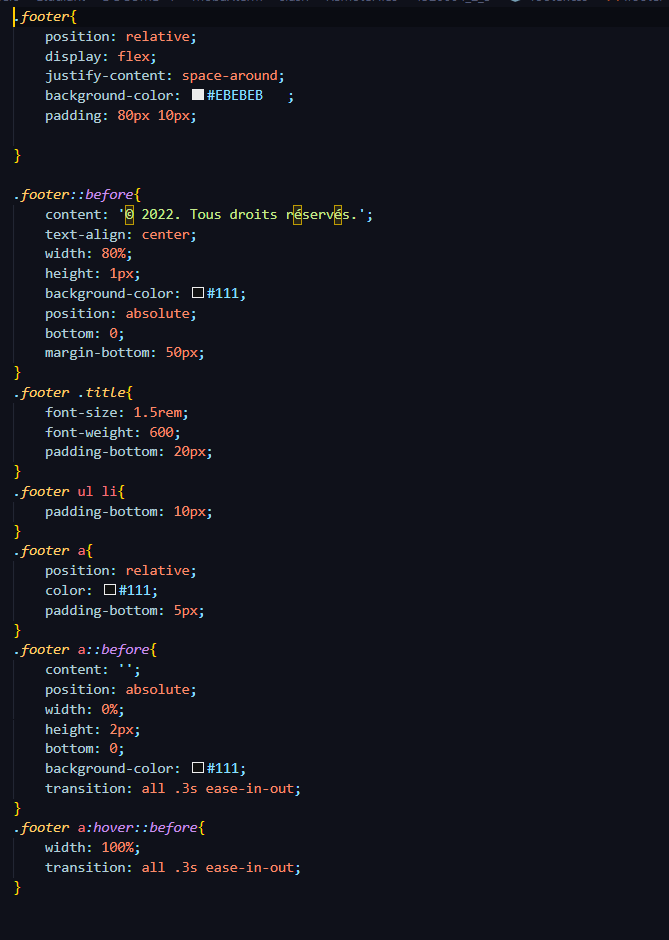 .footer{
    position: relative;
    display: flex;
    justify-content: space-around;
    background-color: #EBEBEB   ;
    padding: 80px 10px;

}

.footer::before{
    content: '© 2022. Tous droits réservés.';
    text-align: center;
    width: 80%;
    height: 1px;
    background-color: #111;
    position: absolute;
    bottom: 0;
    margin-bottom: 50px;
}
.footer .title{
    font-size: 1.5rem;
    font-weight: 600;
    padding-bottom: 20px;
}
.footer ul li{
    padding-bottom: 10px;
}
.footer a{
    position: relative;
    color: #111;
    padding-bottom: 5px;
}
.footer a::before{
    content: '';
    position: absolute;
    width: 0%;
    height: 2px;
    bottom: 0;
    background-color: #111;
    transition: all .3s ease-in-out;
}
.footer a:hover::before{
    width: 100%;
    transition: all .3s ease-in-out;
}